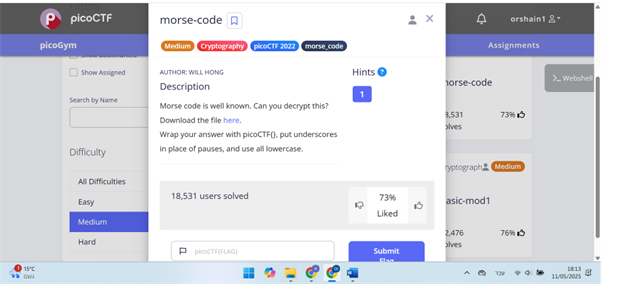 picoCTF
orshain1
picoGym
Assignments
Show Assigned
Search by Name
Difficulty
All Difficulties
Easy
Medium
Hard
morse-code
Medium
Cryptography
picoCTF 2022
morse_code
AUTHOR: WILL HONG
Hints ?
Description
1
Morse code is well known. Can you decrypt this?
Download the file here.
Wrap your answer with picoCTF{}, put underscores
in place of pauses, and use all lowercase.
18,531 users solved
73%
Liked
picoCTF{FLAG}
Submit
Flag
Webshell
orse-code
,531
olves
73%
ryptograph
Medium
asic-mod1
2,476
olves
76%
1
15°C
עבר
18:13
11/05/2025